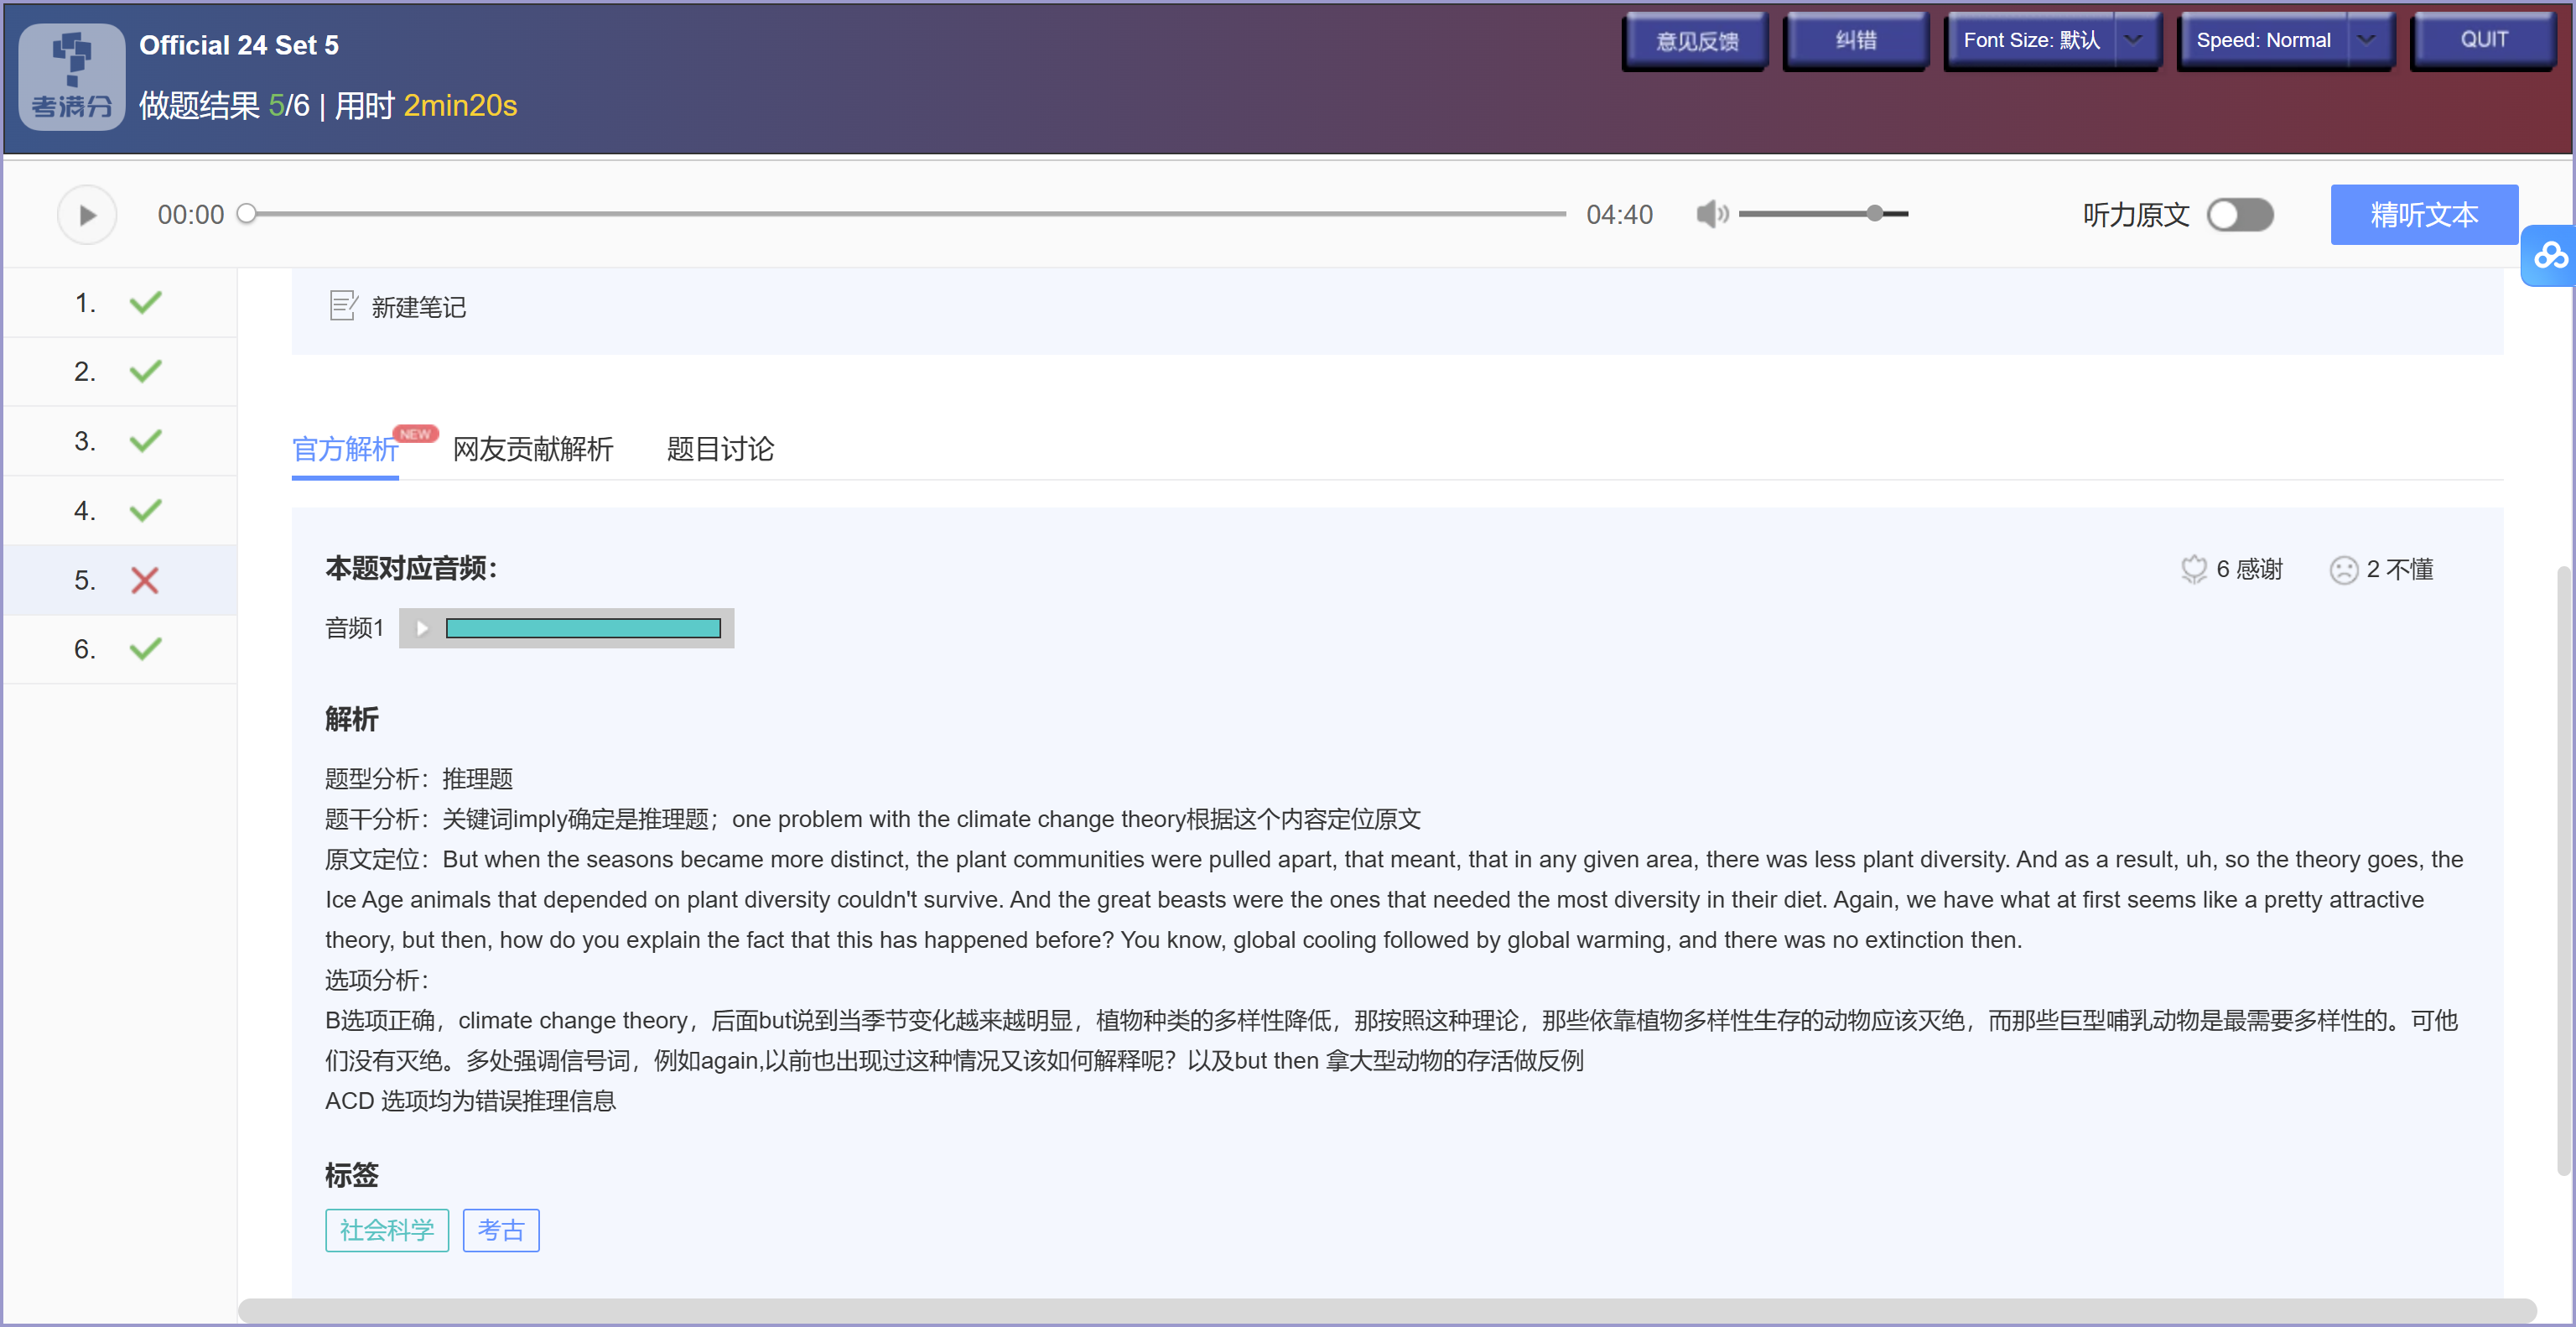 考满分
Official 24 Set 5
做题结果 5/6 | 用时 2min20s
意见反馈
纠错
Font Size: 默认
Speed: Normal
QUIT
00:00
04:40
听力原文
精听文本
1.
2.
3.
4.
5.
6.
新建笔记
官方解析
NEW
网友贡献解析
题目讨论
本题对应音频：
6 感谢
2 不懂
音频1
解析
题型分析：推理题
题干分析：关键词imply确定是推理题；one problem with the climate change theory根据这个内容定位原文
原文定位：But when the seasons became more distinct, the plant communities were pulled apart, that meant, that in any given area, there was less plant diversity. And as a result, uh, so the theory goes, the
Ice Age animals that depended on plant diversity couldn't survive. And the great beasts were the ones that needed the most diversity in their diet. Again, we have what at first seems like a pretty attractive
theory, but then, how do you explain the fact that this has happened before? You know, global cooling followed by global warming, and there was no extinction then.
选项分析：
B选项正确，climate change theory，后面but说到当季节变化越来越明显，植物种类的多样性降低，那按照这种理论，那些依靠植物多样性生存的动物应该灭绝，而那些巨型哺乳动物是最需要多样性的。可他
们没有灭绝。多处强调信号词，例如again,以前也出现过这种情况又该如何解释呢？以及but then 拿大型动物的存活做反例
ACD 选项均为错误推理信息
标签
社会科学
考古